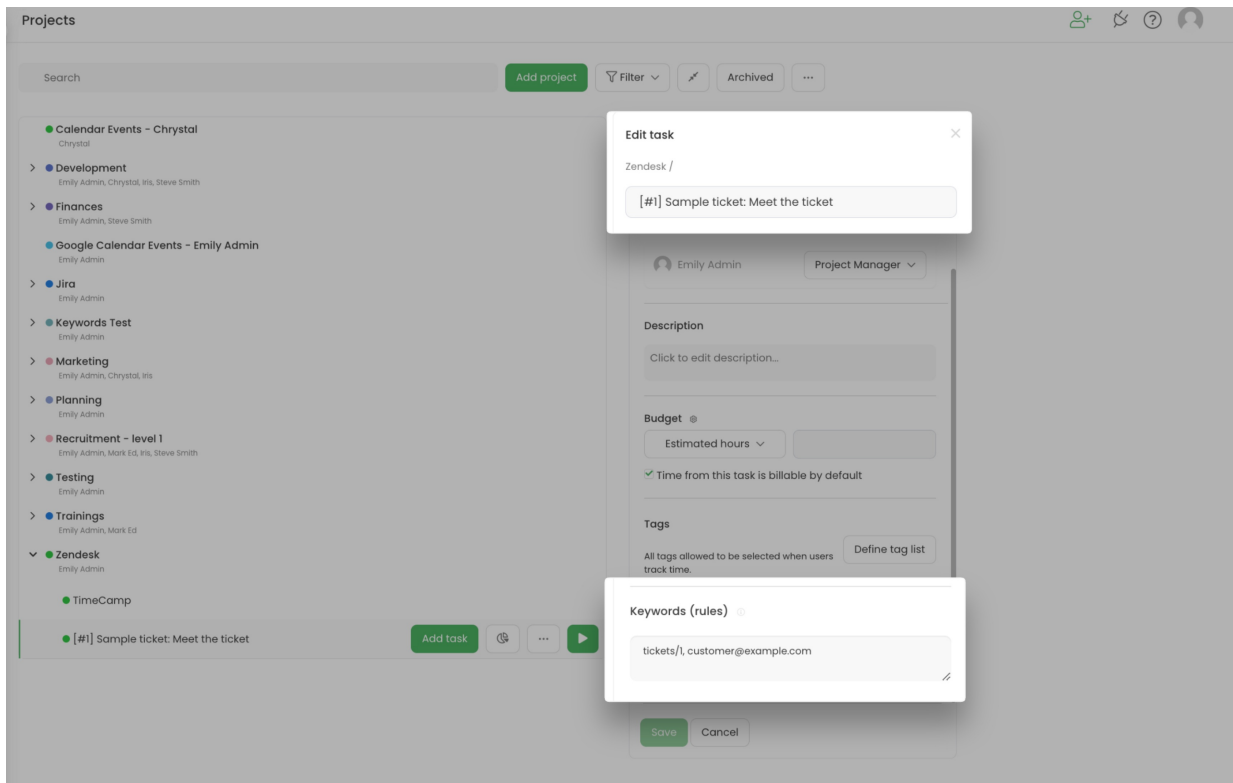 Projects
Search
Add project
Filter
Archived
...
Calendar Events - Chrystal
Chrystal
Development
Emily Admin, Chrystal, Iris, Steve Smith
Finances
Emily Admin, Steve Smith
Google Calendar Events - Emily Admin
Emily Admin
Jira
Emily Admin
Keywords Test
Emily Admin
Marketing
Emily Admin, Chrystal, Iris
Planning
Emily Admin
Recruitment - level 1
Emily Admin, Mark Ed, Iris, Steve Smith
Testing
Emily Admin
Trainings
Emily Admin, Mark Ed
Zendesk
Emily Admin
TimeCamp
[#1] Sample ticket: Meet the ticket
Add task
...
Edit task
Zendesk /
[#1] Sample ticket: Meet the ticket
Emily Admin
Project Manager
Description
Click to edit description...
Budget
Estimated hours
Time from this task is billable by default
Tags
All tags allowed to be selected when users
track time.
Define tag list
Keywords (rules)
tickets/1, customer@example.com
Save
Cancel